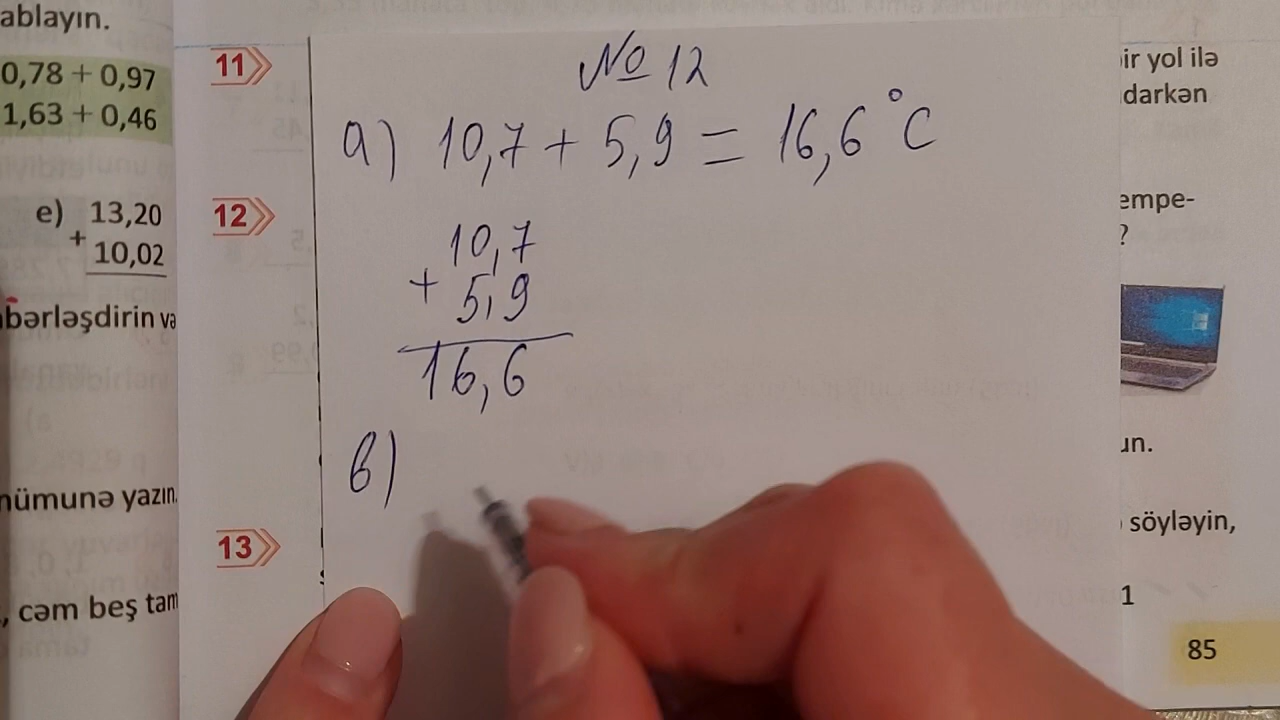 ablayın.
0,78 + 0,97
1,63 + 0,46
e) 13,20
+ 10,02
bərləşdirin və
nümunə yazın.
, cəm beş tam
11
12
13
№ 12
a) 10,7 + 5,9 = 16,6 °C
10,7
+ 5,9
16,6
в)
bir yol ilə
darkən
empe-
?
un.
söyləyin,
1
85